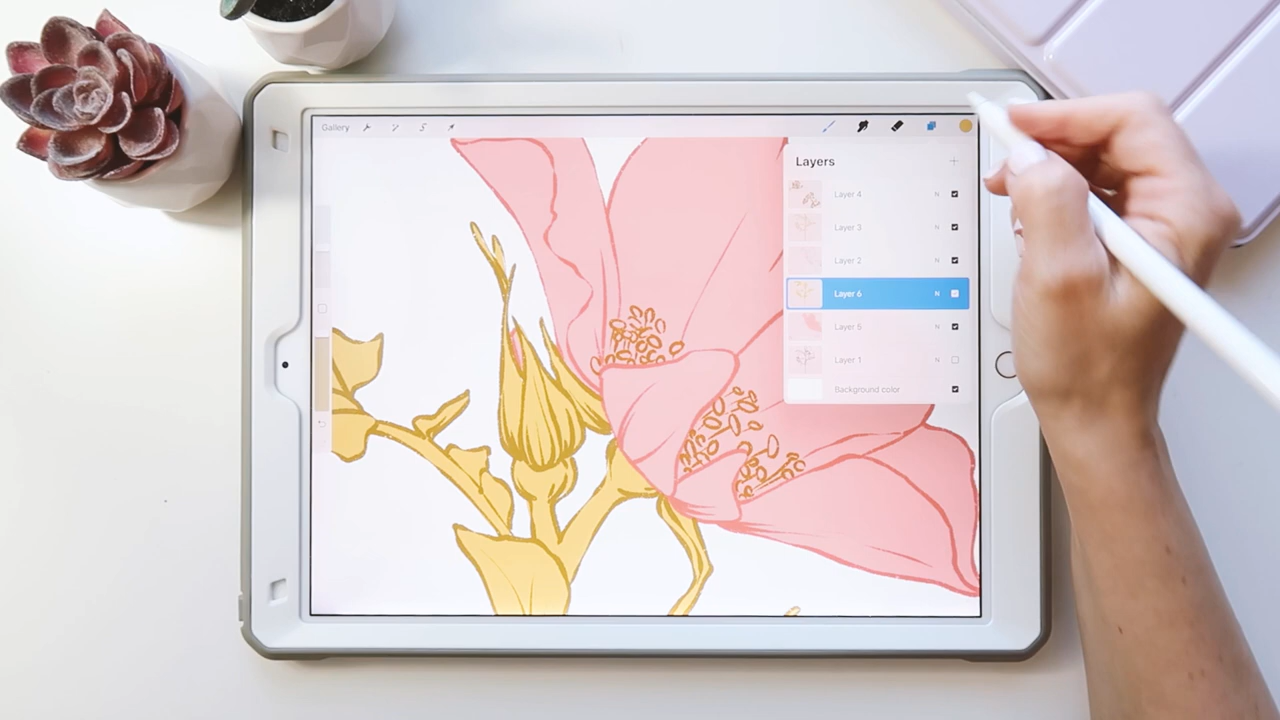 Gallery
Layers
Layer 4 N
Layer 3 N
Layer 2 N
Layer 6 N
Layer 5 N
Layer 1 N
Background color